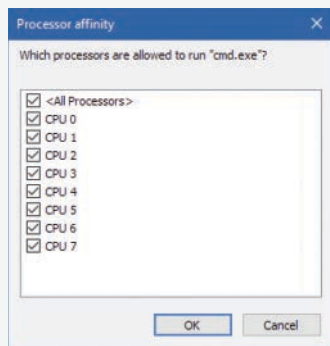 Processor affinity
Which processors are allowed to run "cmd.exe"?
<All Processors>
CPU 0
CPU 1
CPU 2
CPU 3
CPU 4
CPU 5
CPU 6
CPU 7
OK Cancel